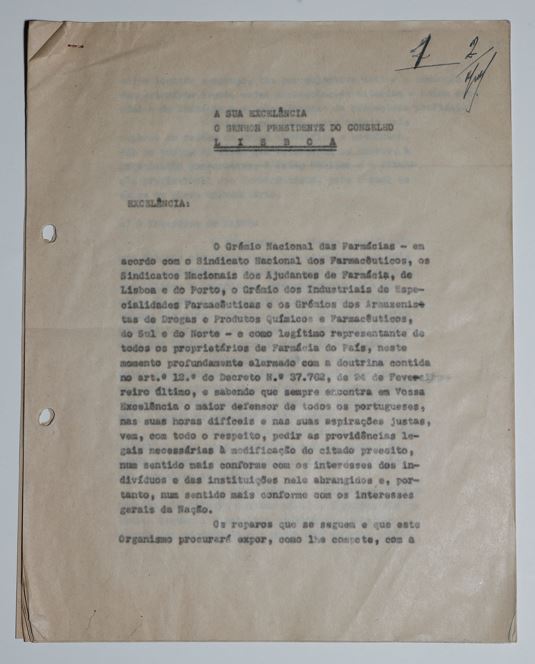 1 2
A SUA EXCELÊNCIA
O SENHOR PRESIDENTE DO CONSELHO
L I S B O A
EXCELÊNCIA:
O Grémio Nacional das Farmácias - em
acordo com o Sindicato Nacional dos Farmacêuticos, os
Sindicatos Nacionais dos Ajudantes de Farmácia, de
Lisboa e do Porto, o Grémio dos Industriais de Espe-
cialidades Farmacêuticas e os Grémios dos Armazenis-
tas de Drogas e Produtos Químicos e Farmacêuticos,
do Sul e do Norte - e como legítimo representante de
todos os proprietários de Farmácia do País, neste
momento profundamente alarmado com a doutrina contida
no art.º 12.º do Decreto N.º 37.762, de 24 de Feve
reiro último, e sabendo que sempre encontra em Vossa
Excelência o maior defensor de todos os portugueses,
nas suas horas difíceis e nas suas aspirações justas,
vem, com todo o respeito, pedir as providências le-
gais necessárias à modificação do citado preceito,
num sentido mais conforme com os interesses dos in-
divíduos e das instituições nele abrangidos e, por-
tanto, num sentido mais conforme com os interesses
gerais da Nação.
Os reparos que se seguem e que este
Organismo procurará expor, como lhe compete, com a